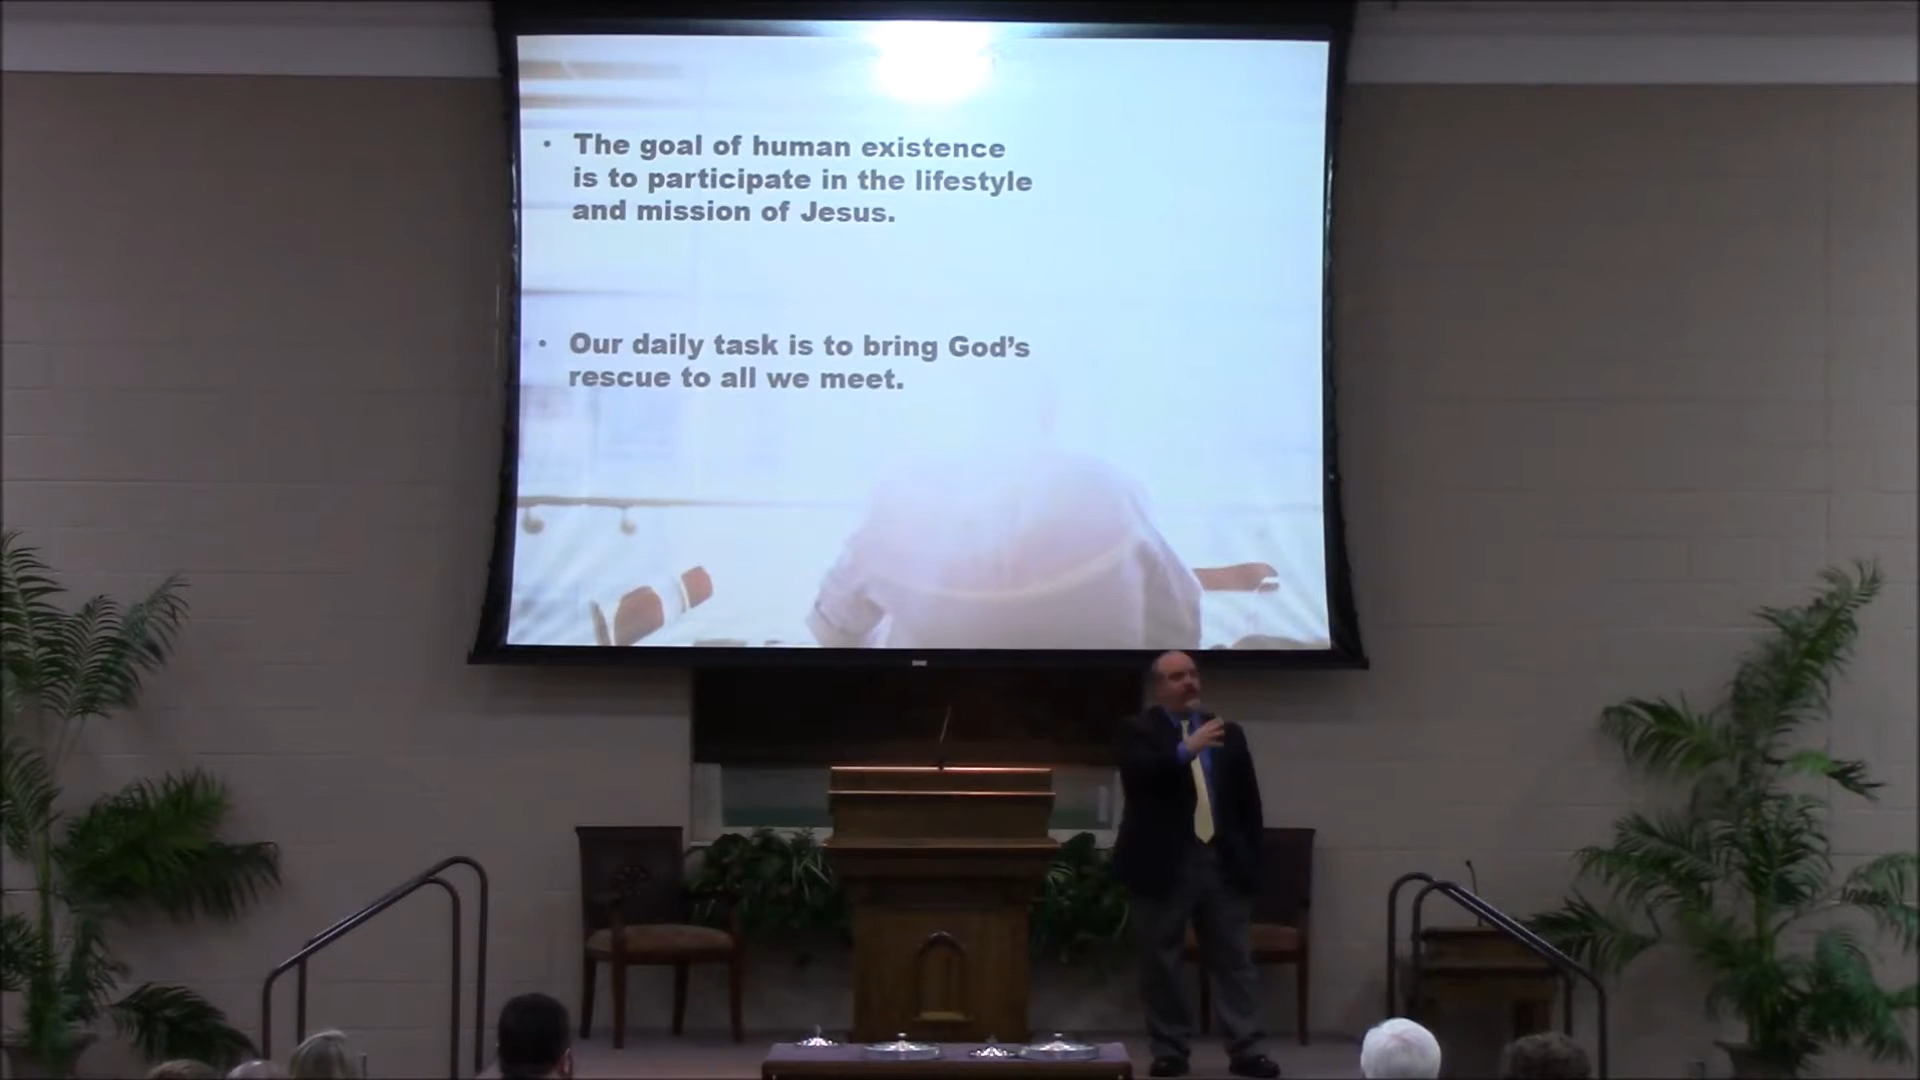 • The goal of human existence
is to participate in the lifestyle
and mission of Jesus.
• Our daily task is to bring God’s
rescue to all we meet.